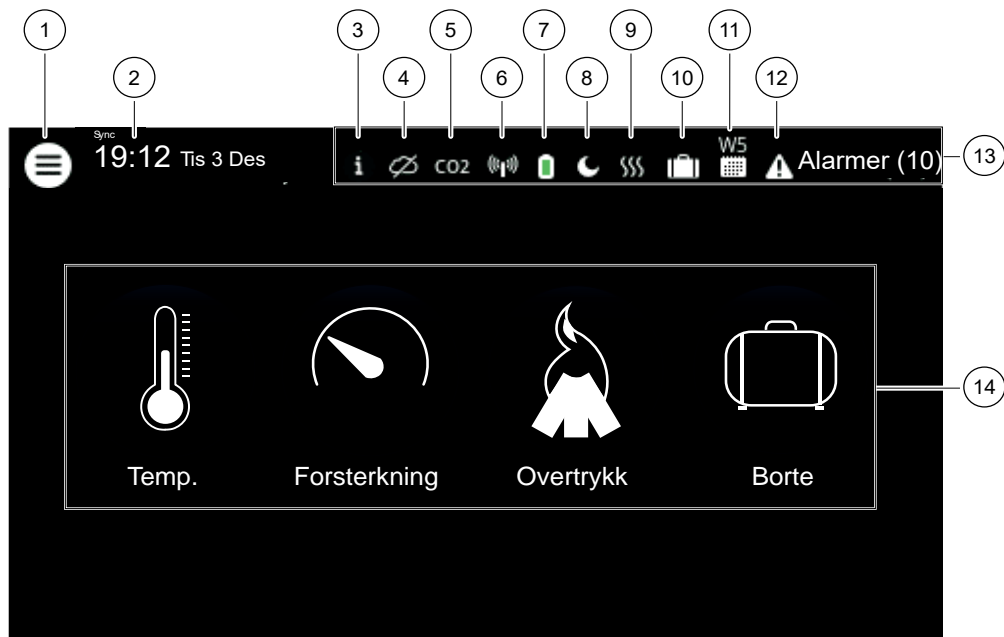 1
3
5
7
9
11
2
4
6
8
10
12
Sync
19:12 Tis 3 Des
i
CO2
W5
Alarmer (10)
13
Temp.
Forsterkning
Overtrykk
Borte
14